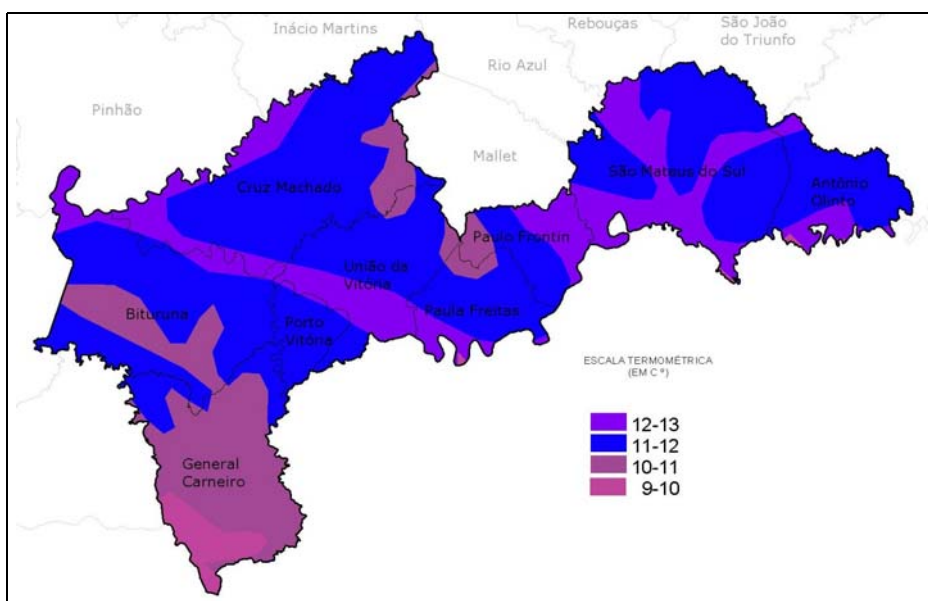 Inácio Martins
Rebouças
São João
do Triunfo
Rio Azul
Pinhão
Mallet
Cruz Machado
São Mateus do Sul
Antônio
Olinto
Paulo Frontin
União da
Vitória
Bituruna
Porto
Vitória
Paula Freitas
General
Carneiro
ESCALA TERMOMÉTRICA
(EM C º)
12-13
11-12
10-11
9-10